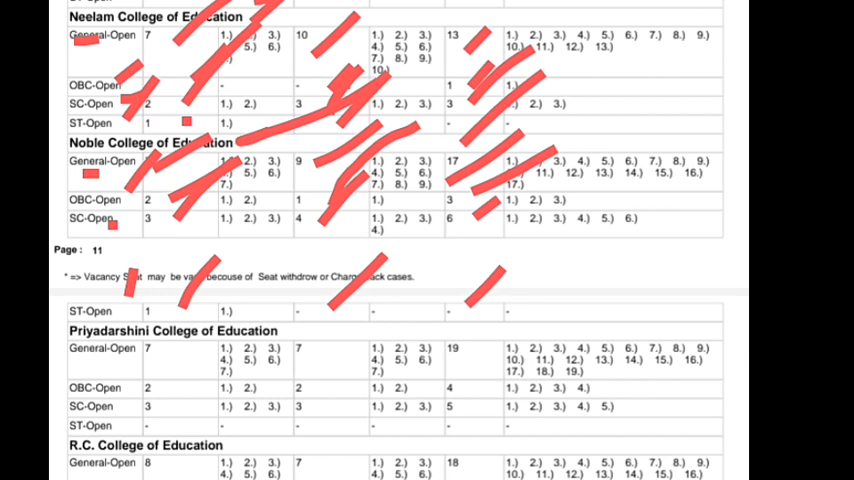 Neelam College of Education
General-Open 7 1.) 3.) 10 1.) 2.) 3.) 13 1.) 2.) 3.) 4.) 5.) 6.) 7.) 8.) 9.)
5.) 6.) 4.) 5.) 6.) 10.) 11.) 12.) 13.)
7.) 8.) 9.)
10.)
OBC-Open - - 1 1.)
SC-Open 2 1.) 2.) 3 1.) 2.) 3.) 3 2.) 3.)
ST-Open 1 1.) - -
Noble College of Education
General-Open 2.) 3.) 9 1.) 2.) 3.) 17 1.) 3.) 4.) 5.) 6.) 7.) 8.) 9.)
5.) 6.) 4.) 5.) 6.) 11.) 12.) 13.) 14.) 15.) 16.)
7.) 7.) 8.) 9.) 17.)
OBC-Open 2 1.) 2.) 1 1.) 3 1.) 2.) 3.)
SC-Open 3 1.) 2.) 3.) 4 1.) 2.) 3.) 6 1.) 2.) 3.) 4.) 5.) 6.)
4.)
Page : 11
* => Vacancy may be becouse of Seat withdrow or cases.
ST-Open 1 1.) - - - -
Priyadarshini College of Education
General-Open 7 1.) 2.) 3.) 7 1.) 2.) 3.) 19 1.) 2.) 3.) 4.) 5.) 6.) 7.) 8.) 9.)
4.) 5.) 6.) 4.) 5.) 6.) 10.) 11.) 12.) 13.) 14.) 15.) 16.)
7.) 7.) 17.) 18.) 19.)
OBC-Open 2 1.) 2.) 2 1.) 2.) 4 1.) 2.) 3.) 4.)
SC-Open 3 1.) 2.) 3.) 3 1.) 2.) 3.) 5 1.) 2.) 3.) 4.) 5.)
ST-Open - - - - - -
R.C. College of Education
General-Open 8 1.) 2.) 3.) 7 1.) 2.) 3.) 18 1.) 2.) 3.) 4.) 5.) 6.) 7.) 8.) 9.)
4.) 5.) 6.) 4.) 5.) 6.) 10.) 11.) 12.) 13.) 14.) 15.) 16.)